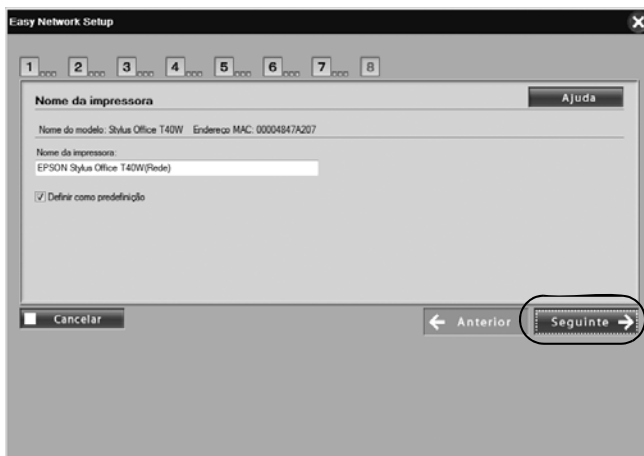 Easy Network Setup
1 2 3 4 5 6 7 8
Nome da impressora
Ajuda
Nome do modelo: Stylus Office T40W Endereço MAC: 00004847A207
Nome da impressora:
EPSON Stylus Office T40W(Rede)
Definir como predefinição
Cancelar
Anterior
Seguinte